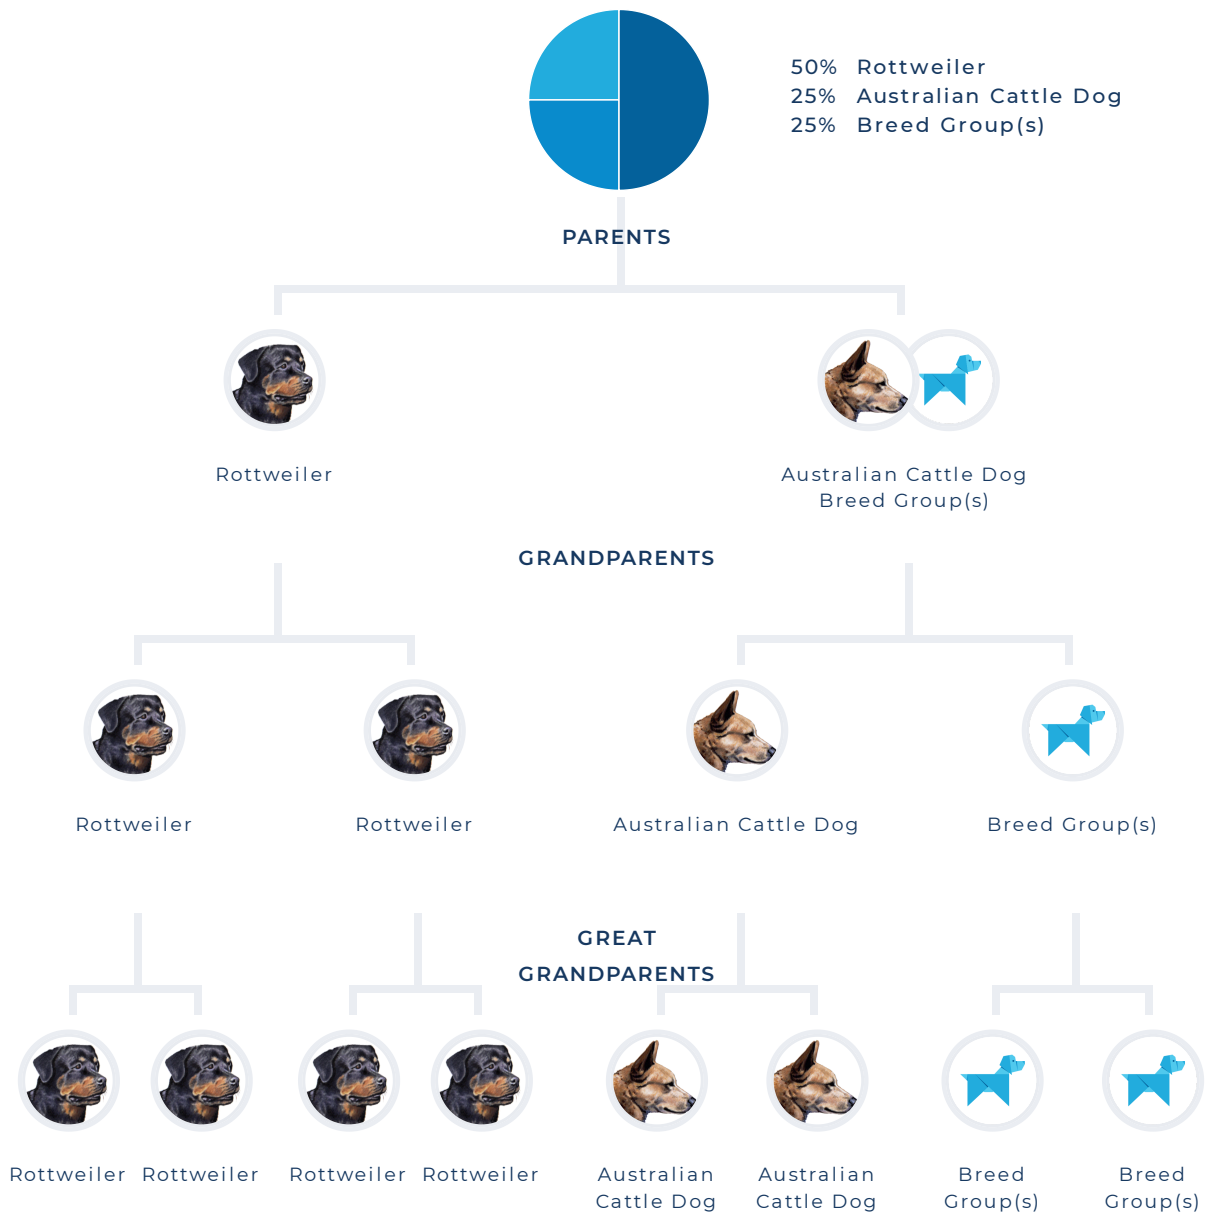 50% Rottweiler
25% Australian Cattle Dog
25% Breed Group(s)
PARENTS
Rottweiler
Australian Cattle Dog
Breed Group(s)
GRANDPARENTS
Rottweiler
Rottweiler
Australian Cattle Dog
Breed Group(s)
GREAT
GRANDPARENTS
Rottweiler
Rottweiler
Rottweiler
Rottweiler
Australian
Cattle Dog
Australian
Cattle Dog
Breed
Group(s)
Breed
Group(s)